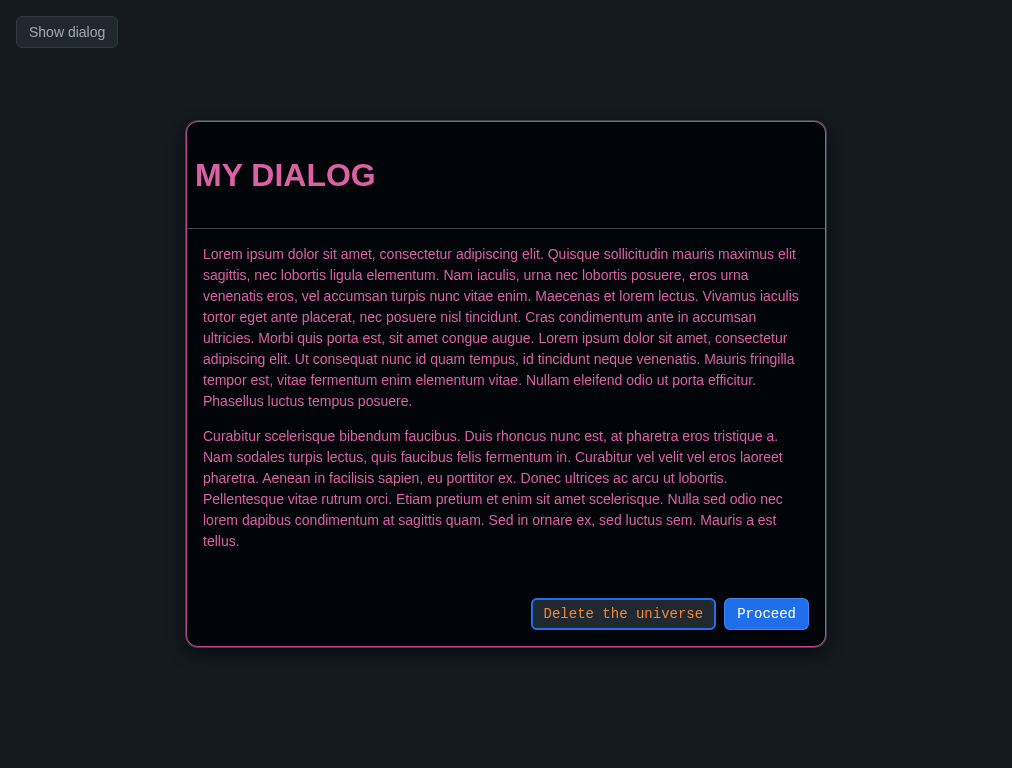 Show dialog
MY DIALOG
Lorem ipsum dolor sit amet, consectetur adipiscing elit. Quisque sollicitudin mauris maximus elit
sagittis, nec lobortis ligula elementum. Nam iaculis, urna nec lobortis posuere, eros urna
venenatis eros, vel accumsan turpis nunc vitae enim. Maecenas et lorem lectus. Vivamus iaculis
tortor eget ante placerat, nec posuere nisl tincidunt. Cras condimentum ante in accumsan
ultricies. Morbi quis porta est, sit amet congue augue. Lorem ipsum dolor sit amet, consectetur
adipiscing elit. Ut consequat nunc id quam tempus, id tincidunt neque venenatis. Mauris fringilla
tempor est, vitae fermentum enim elementum vitae. Nullam eleifend odio ut porta efficitur.
Phasellus luctus tempus posuere.
Curabitur scelerisque bibendum faucibus. Duis rhoncus nunc est, at pharetra eros tristique a.
Nam sodales turpis lectus, quis faucibus felis fermentum in. Curabitur vel velit vel eros laoreet
pharetra. Aenean in facilisis sapien, eu porttitor ex. Donec ultrices ac arcu ut lobortis.
Pellentesque vitae rutrum orci. Etiam pretium et enim sit amet scelerisque. Nulla sed odio nec
lorem dapibus condimentum at sagittis quam. Sed in ornare ex, sed luctus sem. Mauris a est
tellus.
Delete the universe
Proceed